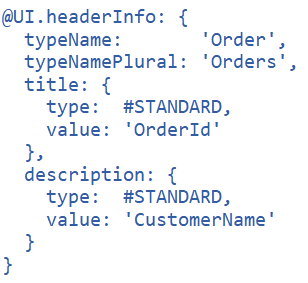 @UI.headerInfo: {
  typeName:       'Order',
  typeNamePlural: 'Orders',
  title: {
    type:  #STANDARD,
    value: 'OrderId'
  },
  description: {
    type:  #STANDARD,
    value: 'CustomerName'
  }
}